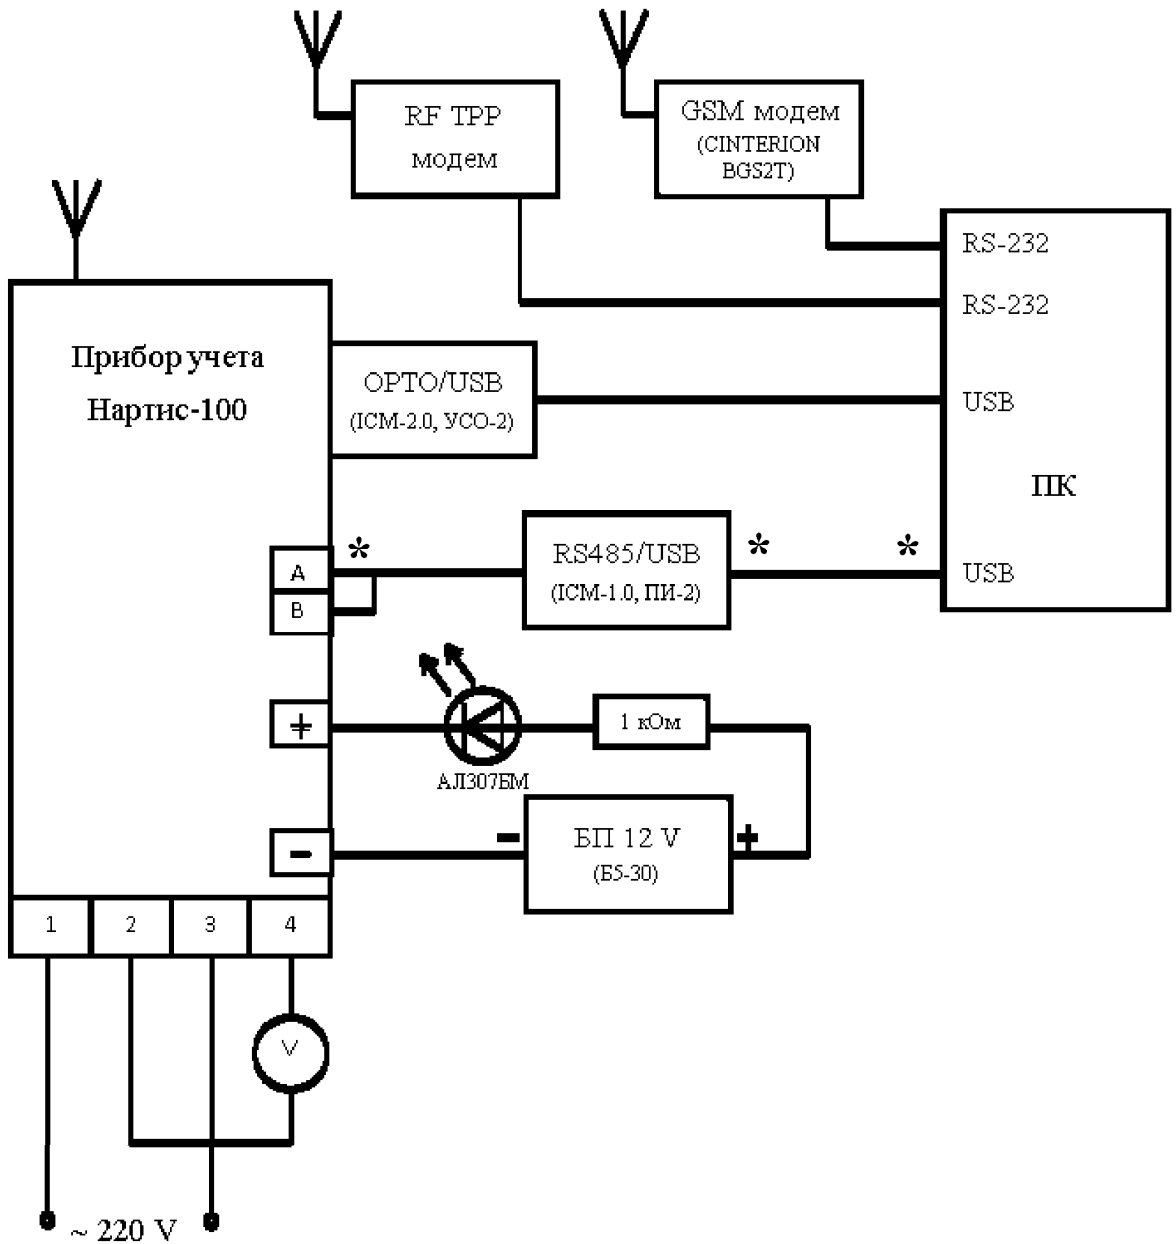 RF TPP
модем
GSM модем
(CINTERION
BGS2T)
RS-232
RS-232
Прибор учета
Нартис-100
OPTO/USB
(ICM-2.0, УСО-2)
USB
ПК
A
B
*
RS485/USB
(ICM-1.0, ПИ-2)
*
*
USB
+
АЛ307БМ
1 кОм
-
-
БП 12 V
(Б5-30)
+
1
2
3
4
V
~ 220 V